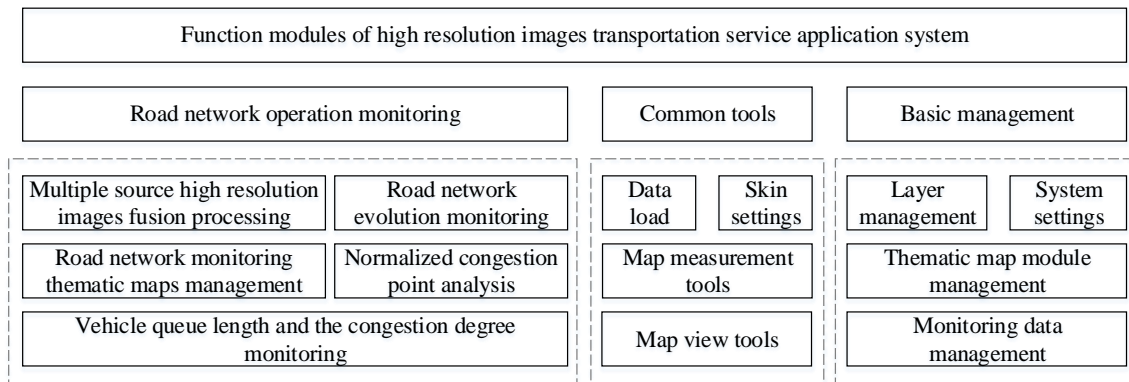 Function modules of high resolution images transportation service application system
Road network operation monitoring
Common tools
Basic management
Multiple source high resolution
images fusion processing
Road network
evolution monitoring
Road network monitoring
thematic maps management
Normalized congestion
point analysis
Vehicle queue length and the congestion degree
monitoring
Data
load
Skin
settings
Map measurement
tools
Map view tools
Layer
management
System
settings
Thematic map module
management
Monitoring data
management